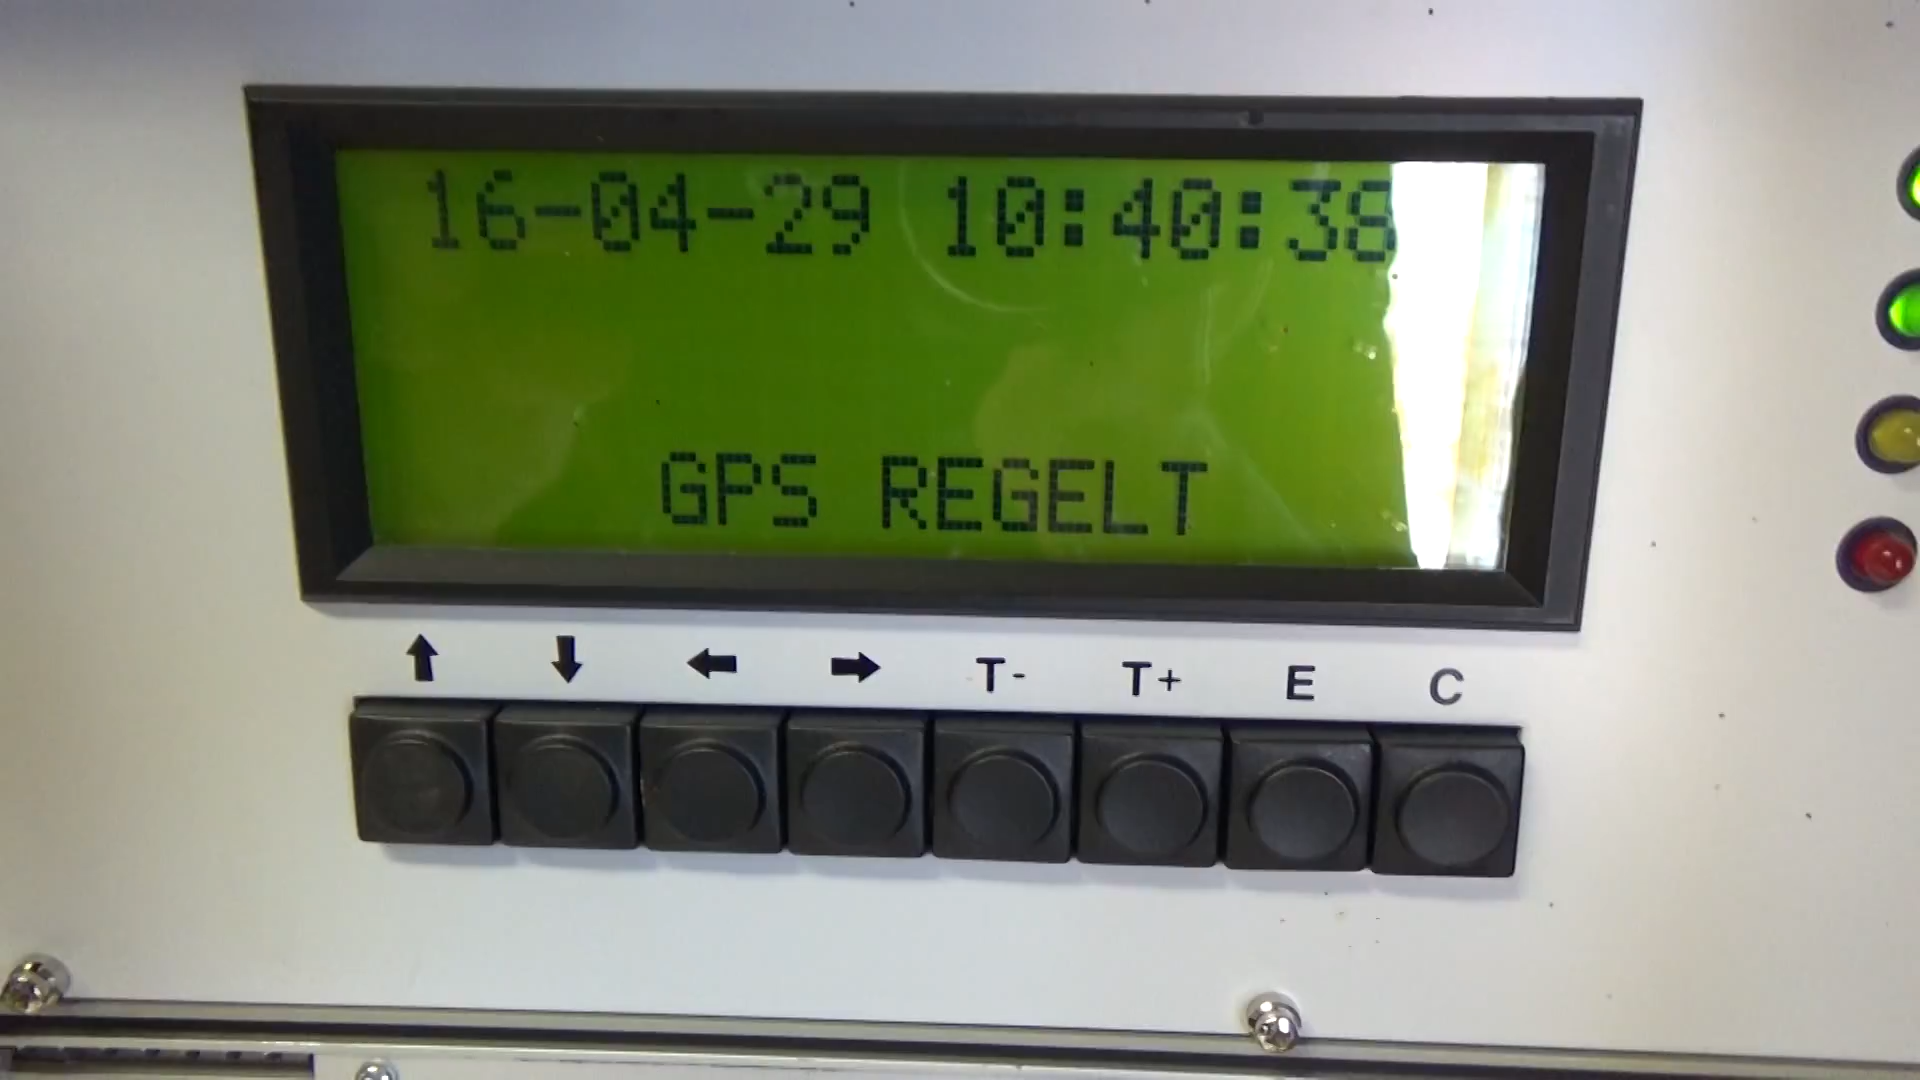 16-04-29 10:40:38
GPS REGELT
↑ ↓ ← → T- T+ E C